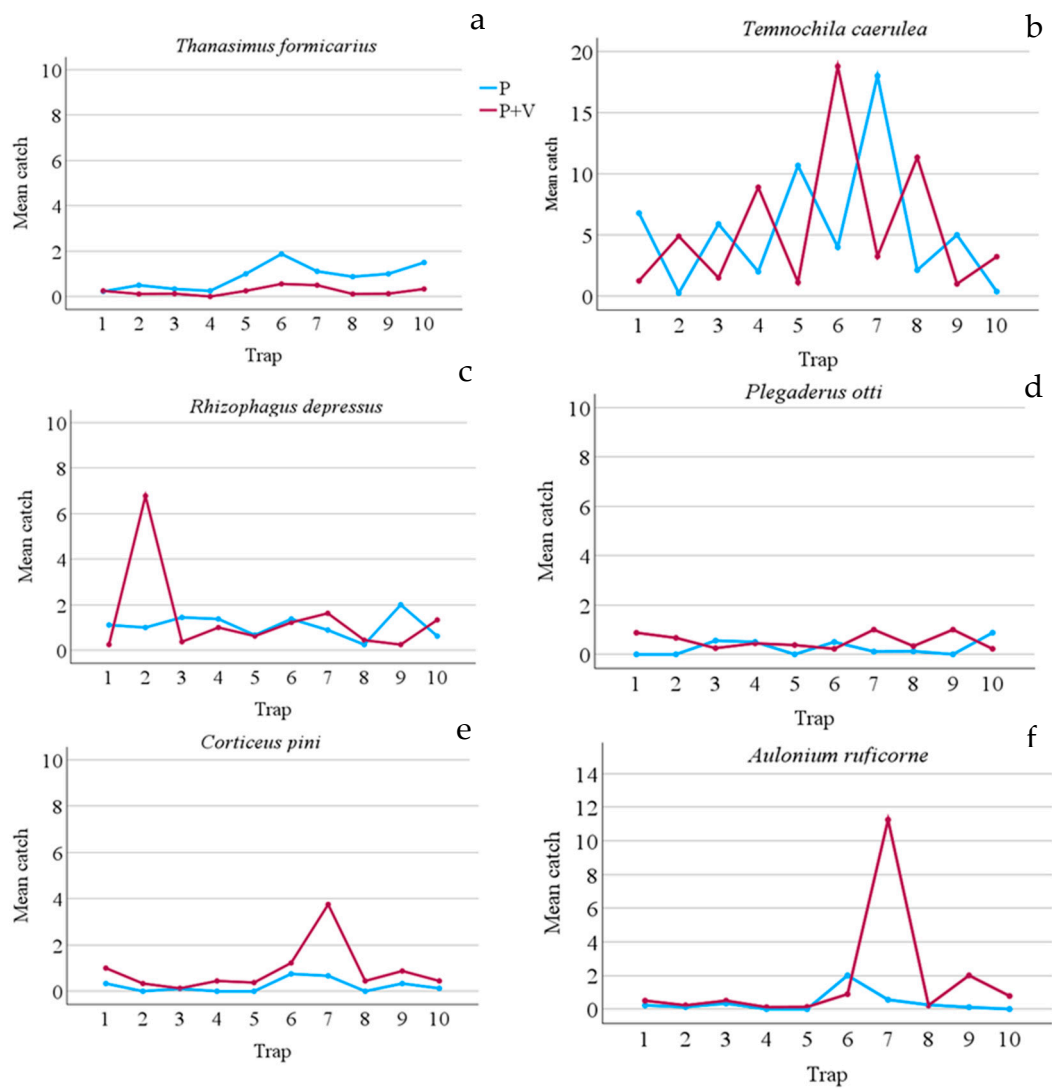 a
Thanasimus formicarius
10
8
6
4
2
0
Mean catch
1 2 3 4 5 6 7 8 9 10
Trap
P
P+V
b
Temnochila caerulea
20
15
10
5
0
Mean catch
1 2 3 4 5 6 7 8 9 10
Trap
c
Rhizophagus depressus
10
8
6
4
2
0
Mean catch
1 2 3 4 5 6 7 8 9 10
Trap
d
Plegaderus otti
10
8
6
4
2
0
Mean catch
1 2 3 4 5 6 7 8 9 10
Trap
e
Corticeus pini
10
8
6
4
2
0
Mean catch
1 2 3 4 5 6 7 8 9 10
Trap
f
Aulonium ruficorne
14
12
10
8
6
4
2
0
Mean catch
1 2 3 4 5 6 7 8 9 10
Trap